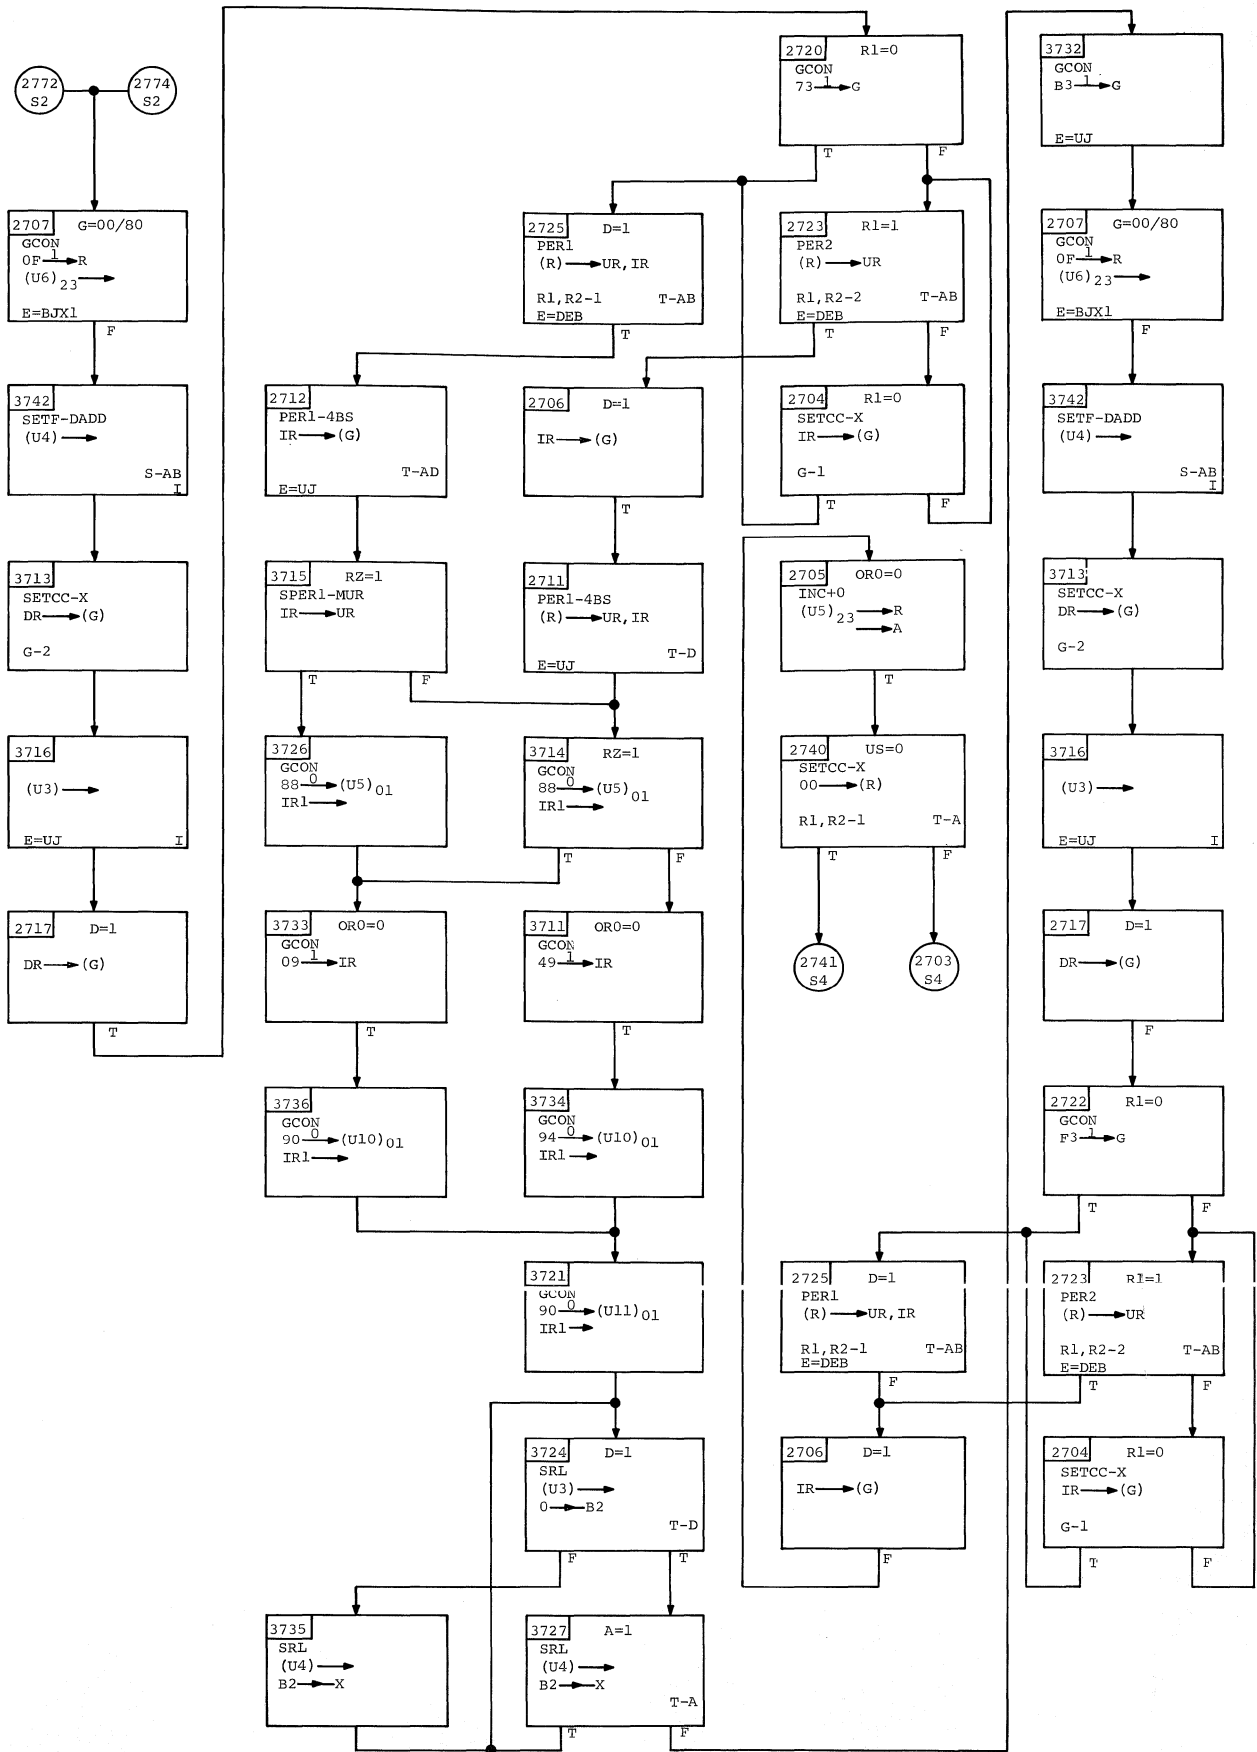 2772
S2
2774
S2
2707 G=00/80
GCON
0F 1 R
(U6)23
E=BJX1
F
3742
SETF-DADD
(U4)
S-AB
I
3713
SETCC-X
DR (G)
G-2
3716
(U3)
E=UJ I
2717 D=1
DR (G)
T
2720 R1=0
GCON
73 1 G
T F
2725 D=1
PER1
(R) UR,IR
R1,R2-1 T-AB
E=DEB
T
2723 R1=1
PER2
(R) UR
R1,R2-2 T-AB
E=DEB
T F
2712
PER1-4BS
IR (G)
T-AD
E=UJ
2706 D=1
IR (G)
T
2704 R1=0
SETCC-X
IR (G)
G-1
T F
3715 RZ=1
SPER1-MUR
IR UR
T F
2711
PER1-4BS
(R) UR,IR
T-D
E=UJ
2705 OR0=0
INC+0
(U5)23 R
A
T
3726
GCON
88 0 (U5)01
IR1
3714 RZ=1
GCON
88 0 (U5)01
IR1
T F
2740 US=0
SETCC-X
00 (R)
R1,R2-1 T-A
T F
2741
S4
2703
S4
3733 OR0=0
GCON
09 1 IR
T
3711 OR0=0
GCON
49 1 IR
T
3736
GCON
90 0 (U10)01
IR1
3734
GCON
94 0 (U10)01
IR1
3721
GCON
90 0 (U11)01
IR1
3724 D=1
SRL
(U3)
0 B2
T-D
F T
3735
SRL
(U4)
B2 X
3727 A=1
SRL
(U4)
B2 X
T-A
T F
3732
GCON
B3 1 G
E=UJ
2707 G=00/80
GCON
0F 1 R
(U6)23
E=BJX1
F
3742
SETF-DADD
(U4)
S-AB
I
3713
SETCC-X
DR (G)
G-2
3716
(U3)
E=UJ I
2717 D=1
DR (G)
F
2722 R1=0
GCON
F3 1 G
T F
2725 D=1
PER1
(R) UR,IR
R1,R2-1 T-AB
E=DEB
F
2723 R1=1
PER2
(R) UR
R1,R2-2 T-AB
E=DEB
T F
2706 D=1
IR (G)
F
2704 R1=0
SETCC-X
IR (G)
G-1
T F